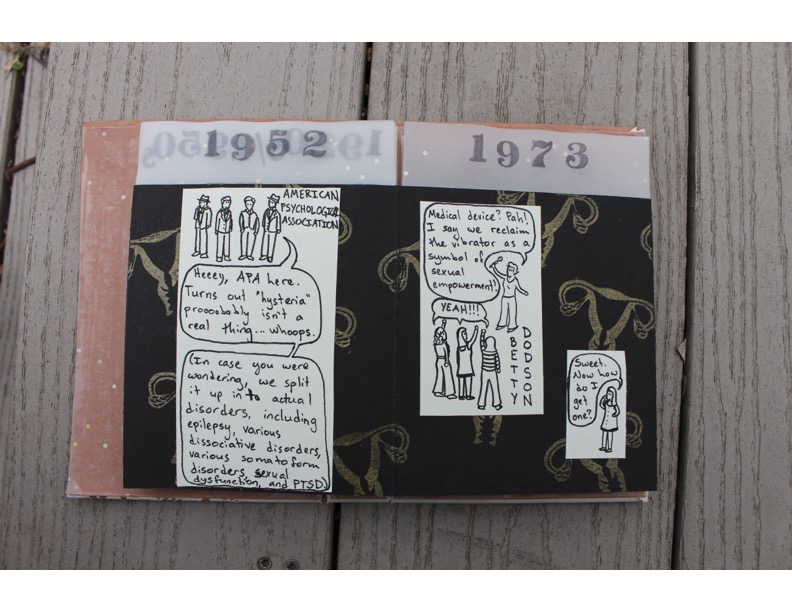 1952
AMERICAN
PSYCHOLOGICAL
ASSOCIATION
Heeey, APA here.
Turns out "hysteria"
proooobably isn't a
real thing... whoops.
(In case you were
wondering, we split
it up into actual
disorders, including
epilepsy, various
dissociative disorders,
various somatoform
disorders, sexual
dysfunction, and PTSD)
1973
Medical device? Pah!
I say we reclaim
the vibrator as a
symbol of
sexual
empowerment!
YEAH!!!
BETTY
DODSON
Sweet.
Now how
do I
get
one?